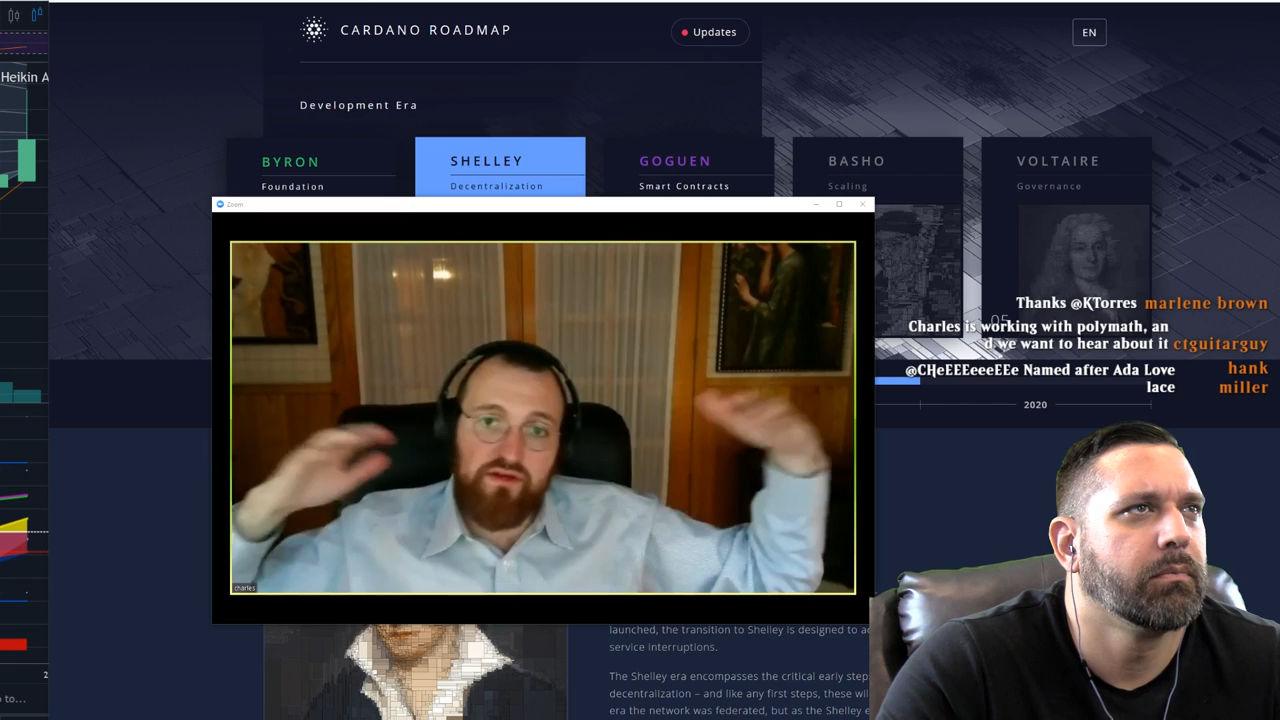 CARDANO ROADMAP
Updates
EN
Heikin A
Development Era
BYRON
Foundation
SHELLEY
Decentralization
GOGUEN
Smart Contracts
BASHO
Scaling
VOLTAIRE
Governance
Zoom
charles
Thanks @KTorres marlene brown
Charles is working with polymath, an
d we want to hear about it ctguitarguy
@CHeEEEeeeEEe Named after Ada Love hank
lace miller
05
2020
2
to...
launched, the transition to Shelley is designed to
service interruptions.
The Shelley era encompasses the critical early step
decentralization – and like any first steps, these wil
era the network was federated, but as the Shelley e